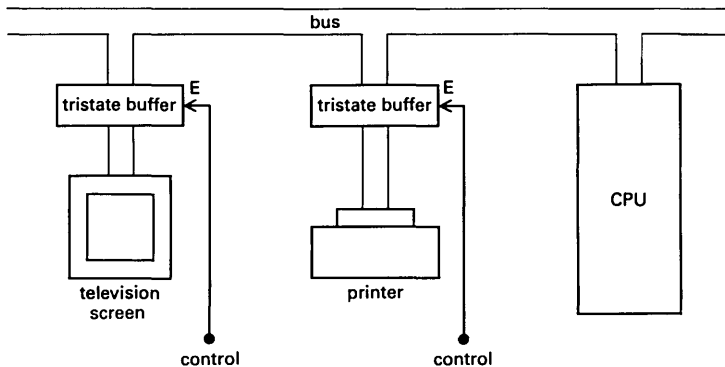 bus
E
tristate buffer
E
tristate buffer
CPU
television
screen
printer
control
control